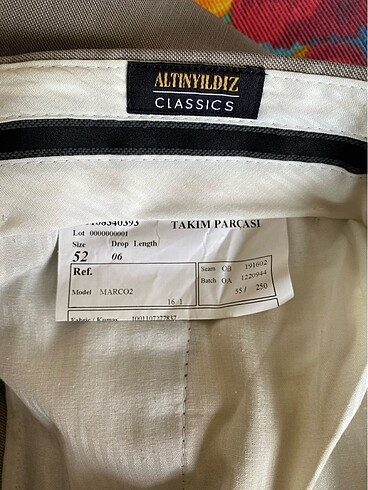 ALTINYILDIZ
CLASSICS
TAKIM PARÇASI
Lot 0000000001
Size Drop Length
52 06
Ref.
Model MARCO2
16 1
Seam OB 191602
Batch OA 1220944
55 / 250
Fabric / Kumaş 1001107227837